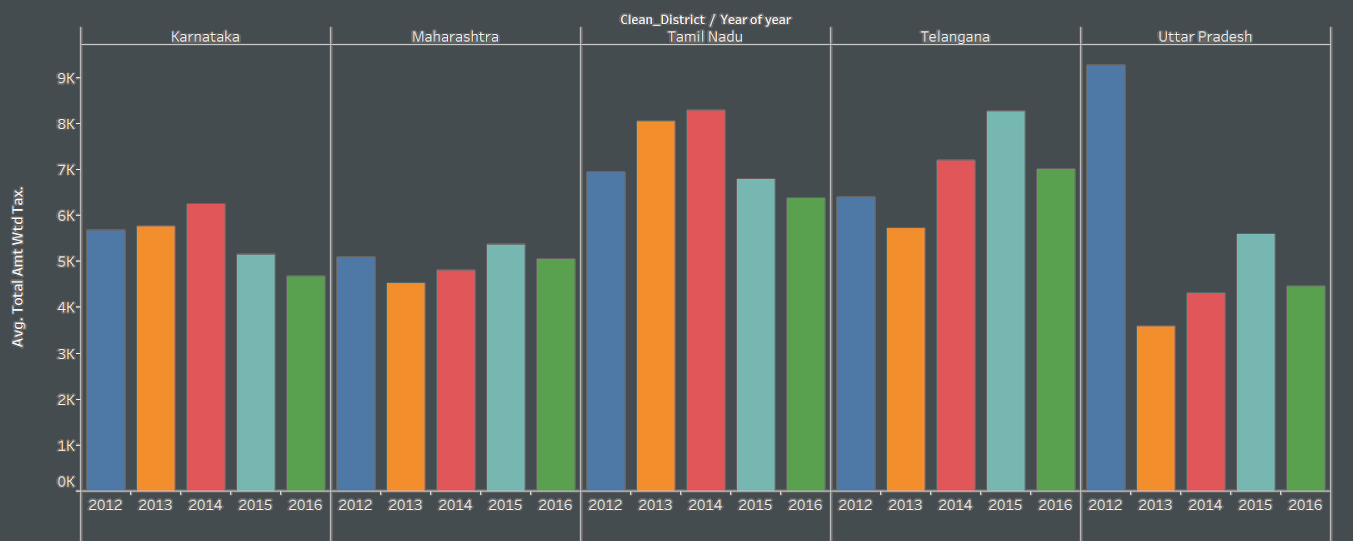 Clean_District / Year of year
Karnataka Maharashtra Tamil Nadu Telangana Uttar Pradesh
Avg. Total Amt Wtd Tax.
9K
8K
7K
6K
5K
4K
3K
2K
1K
0K
2012 2013 2014 2015 2016 2012 2013 2014 2015 2016 2012 2013 2014 2015 2016 2012 2013 2014 2015 2016 2012 2013 2014 2015 2016